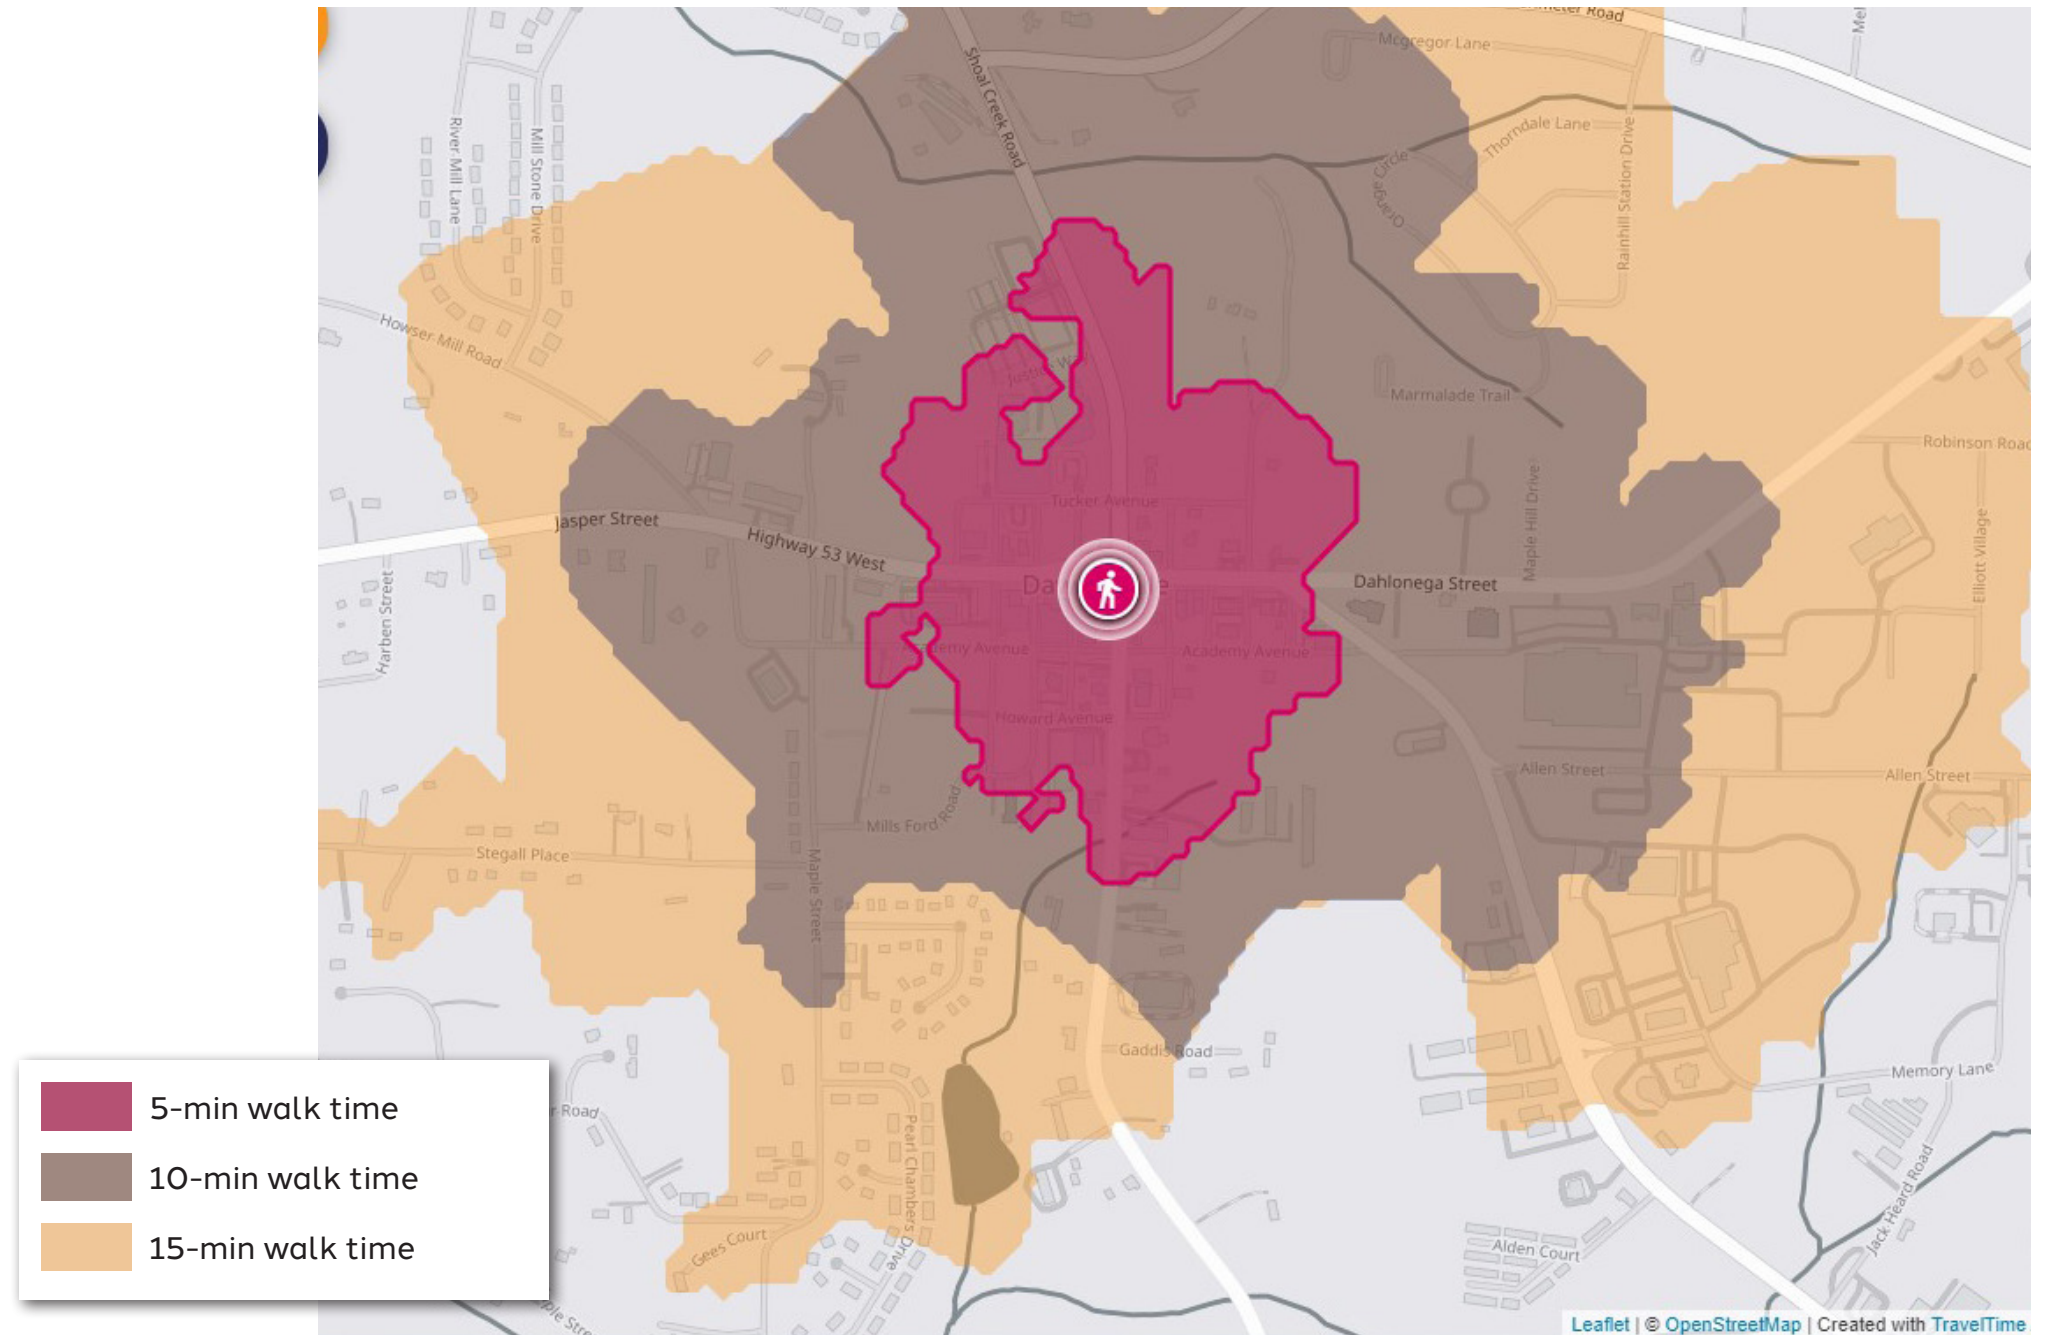 meter Road
Mcgregor Lane
Shoal Creek Road
Thorndale Lane
Orange Circle
Rainhill Station Drive
River Mill Lane
Mill Stone Drive
Howser Mill Road
Marmalade Trail
Robinson Road
Tucker Avenue
Maple Hill Drive
Jasper Street
Highway 53 West
Dahlonega Street
Elliott Village
Harben Street
Academy Avenue
Academy Avenue
Howard Avenue
Allen Street
Allen Street
Mills Ford Road
Stegall Place
Maple Street
Gaddis Road
Memory Lane
Pearl Chambers Drive
Jack Heard Road
Gees Court
Alden Court
5-min walk time
10-min walk time
15-min walk time
Leaflet | © OpenStreetMap | Created with TravelTime